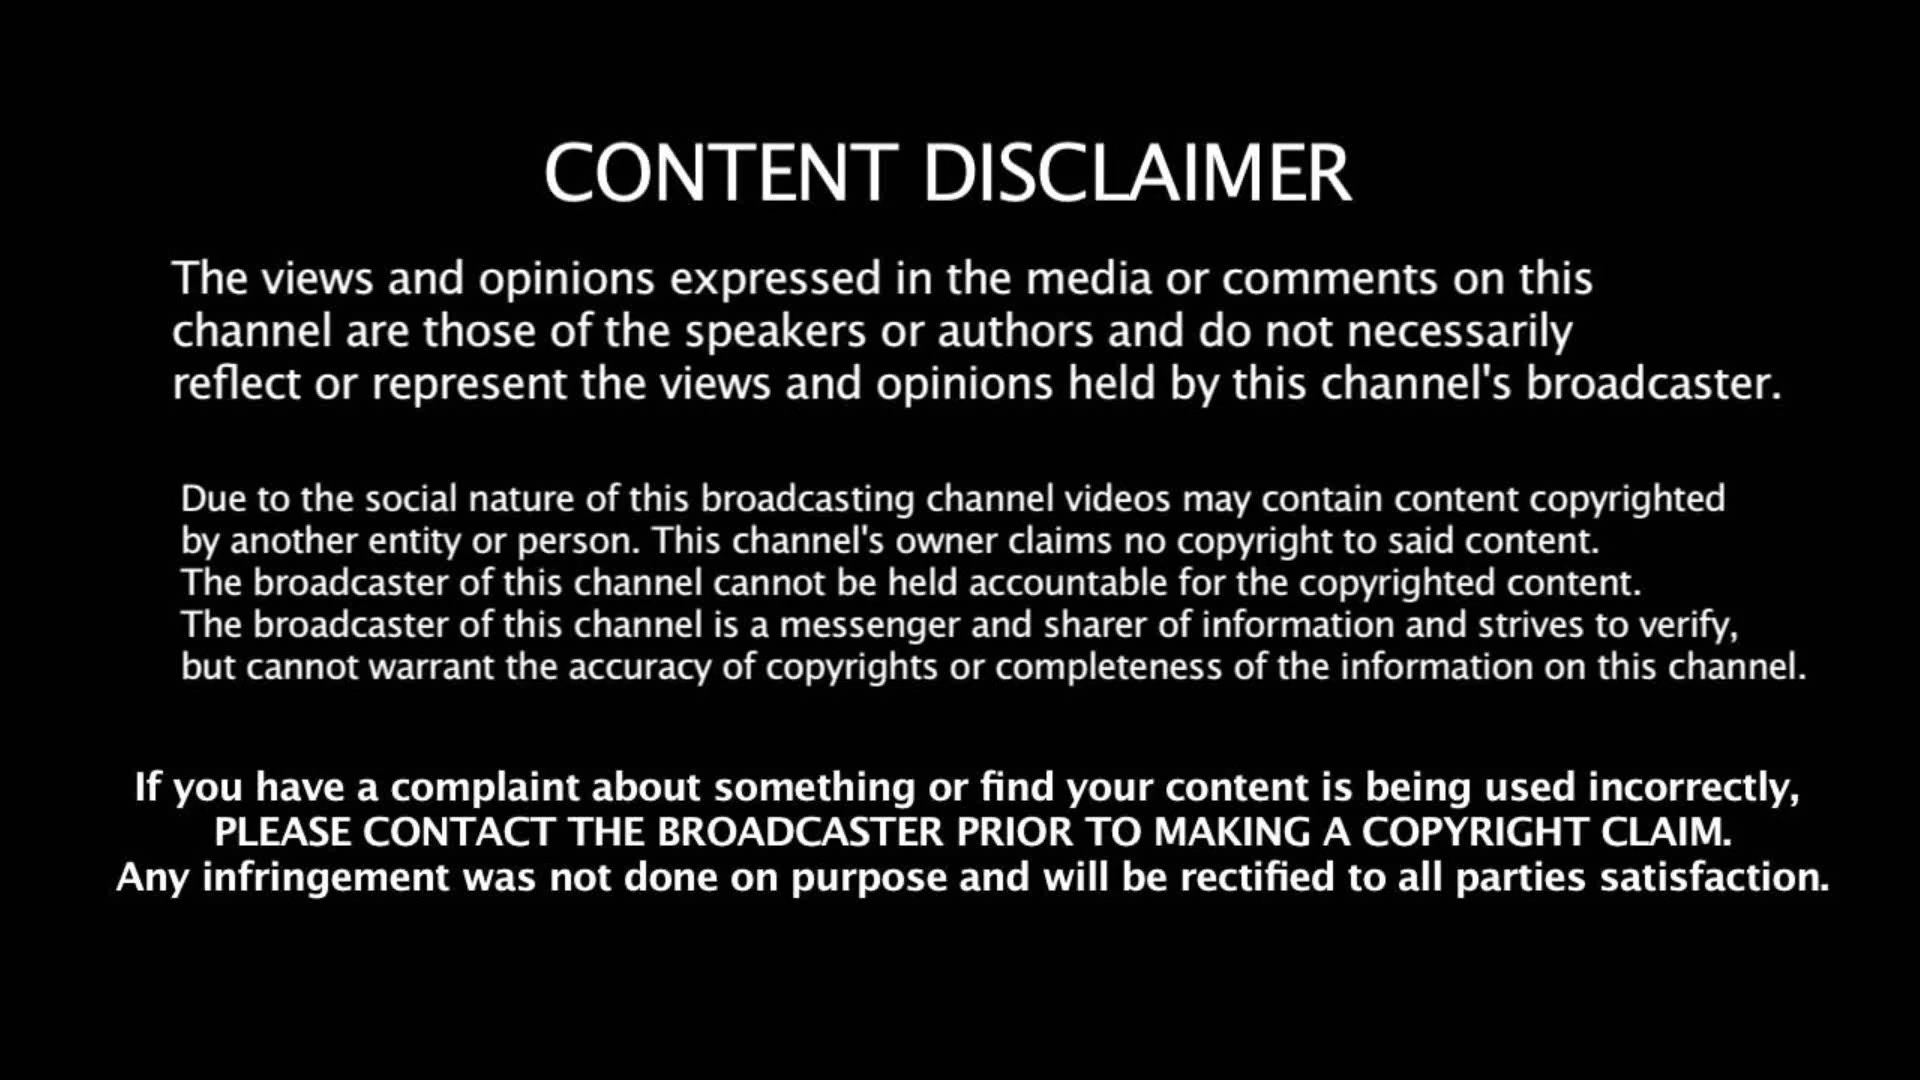 CONTENT DISCLAIMER
The views and opinions expressed in the media or comments on this
channel are those of the speakers or authors and do not necessarily
reflect or represent the views and opinions held by this channel's broadcaster.
Due to the social nature of this broadcasting channel videos may contain content copyrighted
by another entity or person. This channel's owner claims no copyright to said content.
The broadcaster of this channel cannot be held accountable for the copyrighted content.
The broadcaster of this channel is a messenger and sharer of information and strives to verify,
but cannot warrant the accuracy of copyrights or completeness of the information on this channel.
If you have a complaint about something or find your content is being used incorrectly,
PLEASE CONTACT THE BROADCASTER PRIOR TO MAKING A COPYRIGHT CLAIM.
Any infringement was not done on purpose and will be rectified to all parties satisfaction.